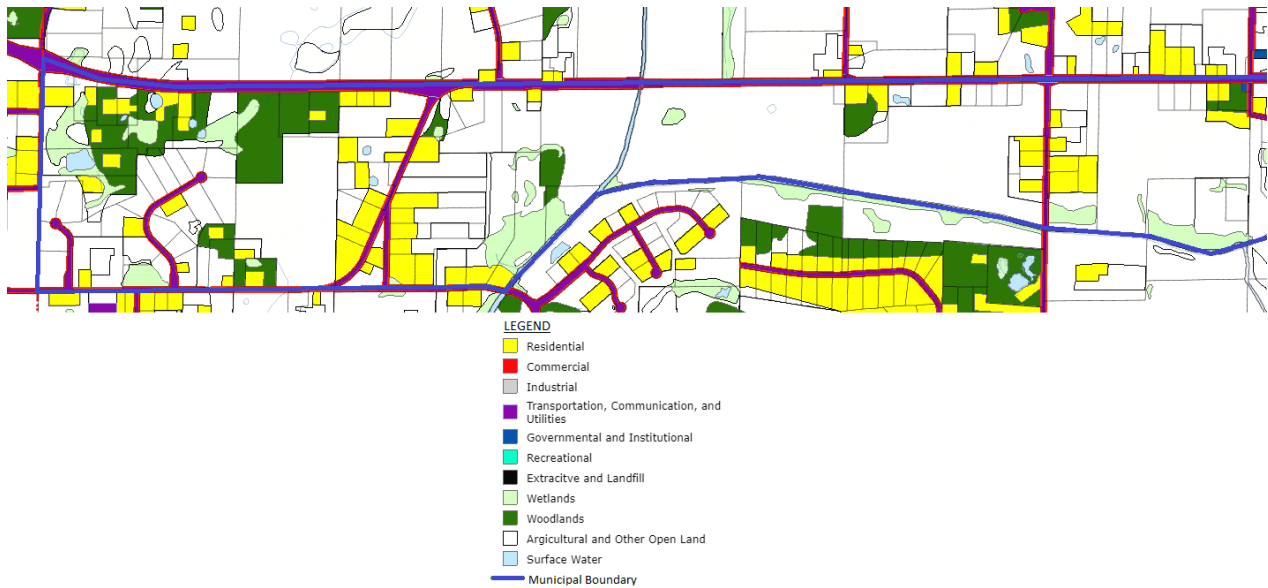 LEGEND
Residential
Commercial
Industrial
Transportation, Communication, and
Utilities
Governmental and Institutional
Recreational
Extracitve and Landfill
Wetlands
Woodlands
Argicultural and Other Open Land
Surface Water
Municipal Boundary